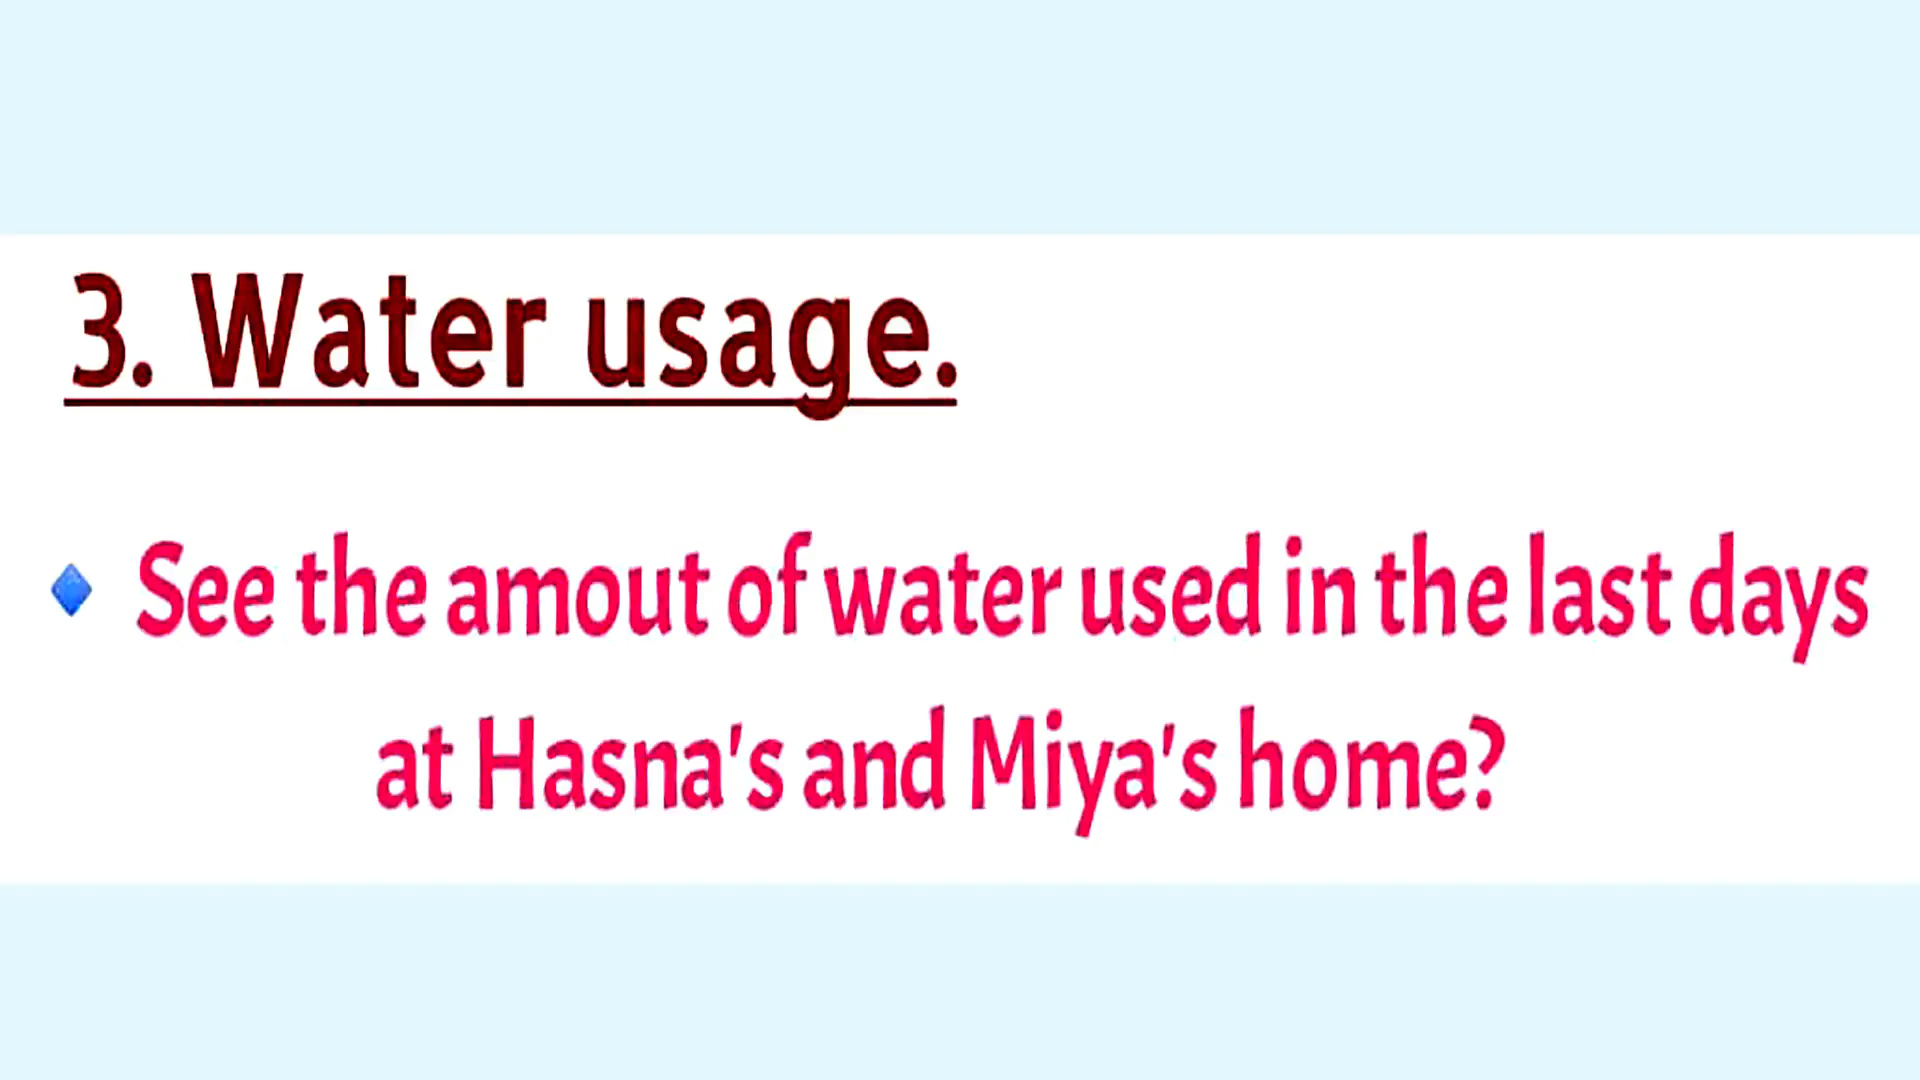 3. Water usage.
See the amout of water used in the last days
at Hasna's and Miya's home?